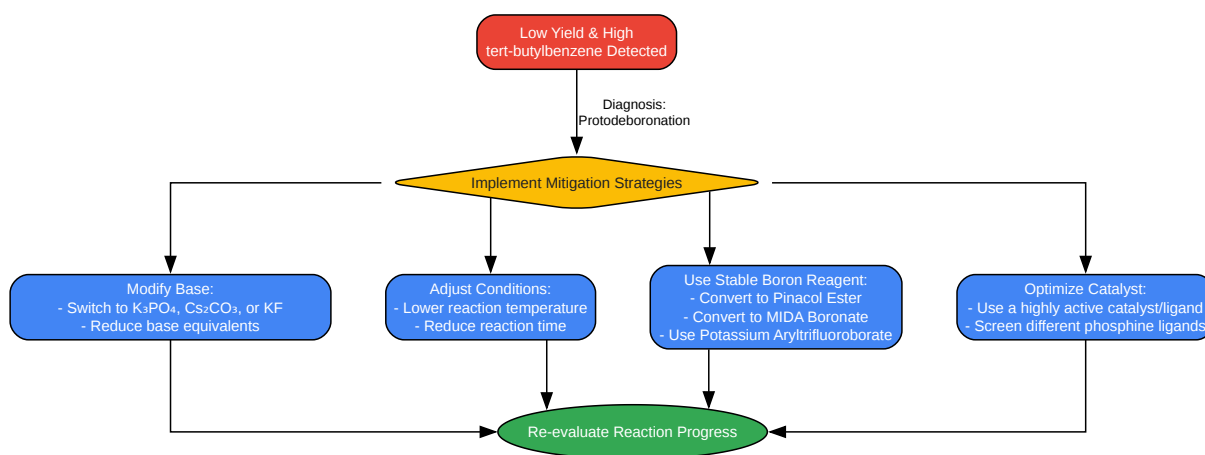 Low Yield & High
tert-butylbenzene Detected
Diagnosis:
Protodeboronation
Implement Mitigation Strategies
Modify Base:
- Switch to K₃PO₄, Cs₂CO₃, or KF
- Reduce base equivalents
Adjust Conditions:
- Lower reaction temperature
- Reduce reaction time
Use Stable Boron Reagent:
- Convert to Pinacol Ester
- Convert to MIDA Boronate
- Use Potassium Aryltrifluoroborate
Optimize Catalyst:
- Use a highly active catalyst/ligand
- Screen different phosphine ligands
Re-evaluate Reaction Progress